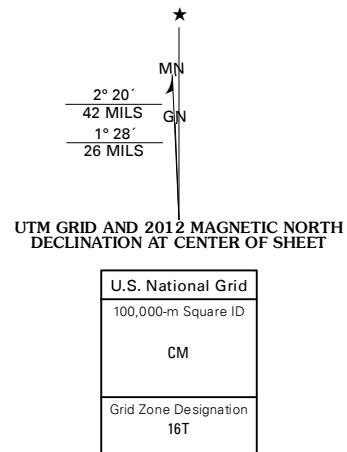 MN
2° 20´
42 MILS
GN
1° 28´
26 MILS
UTM GRID AND 2012 MAGNETIC NORTH
DECLINATION AT CENTER OF SHEET
U.S. National Grid
100,000-m Square ID
CM
Grid Zone Designation
16T